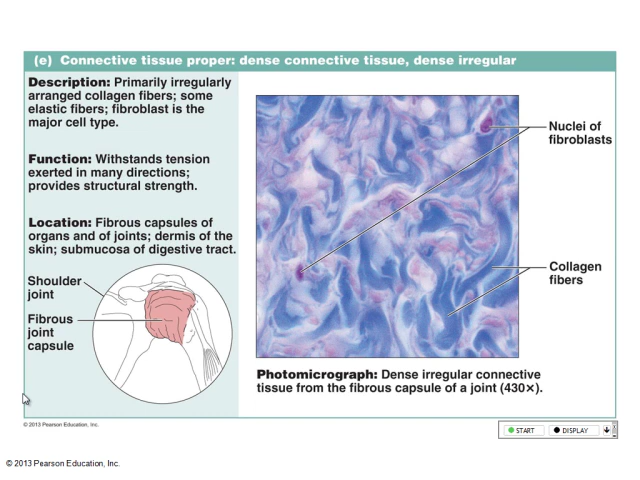 (e) Connective tissue proper: dense connective tissue, dense irregular
Description: Primarily irregularly
arranged collagen fibers; some
elastic fibers; fibroblast is the
major cell type.
Function: Withstands tension
exerted in many directions;
provides structural strength.
Location: Fibrous capsules of
organs and of joints; dermis of the
skin; submucosa of digestive tract.
Shoulder
joint
Fibrous
joint
capsule
Nuclei of
fibroblasts
Collagen
fibers
Photomicrograph: Dense irregular connective
tissue from the fibrous capsule of a joint (430×).
© 2013 Pearson Education, Inc.
START
DISPLAY
© 2013 Pearson Education, Inc.